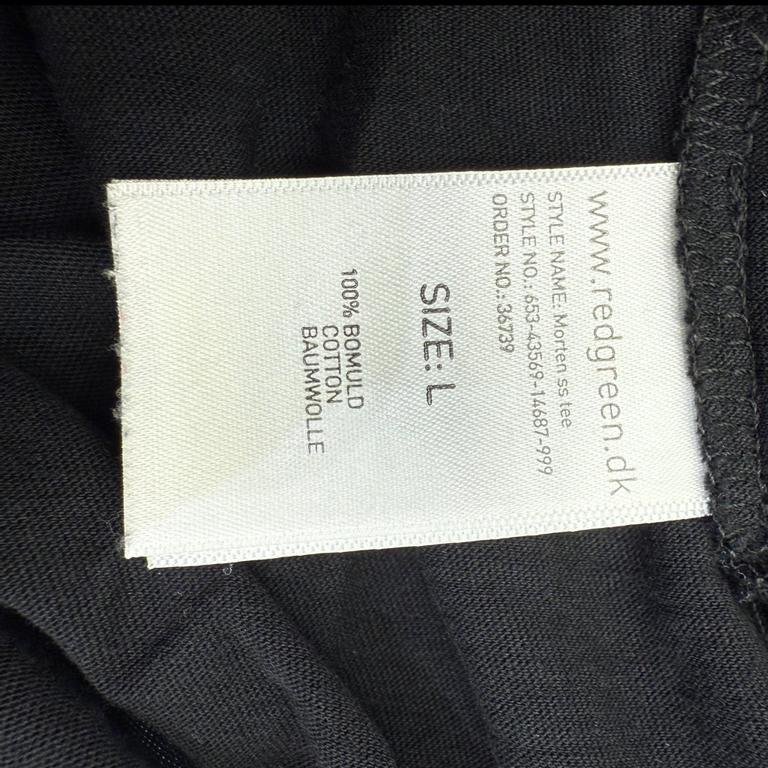 www.redgreen.dk
STYLE NAME: Morten ss tee
STYLE NO.: 653-43569-14687-999
ORDER NO.: 36739
SIZE: L
100% BOMULD
COTTON
BAUMWOLLE